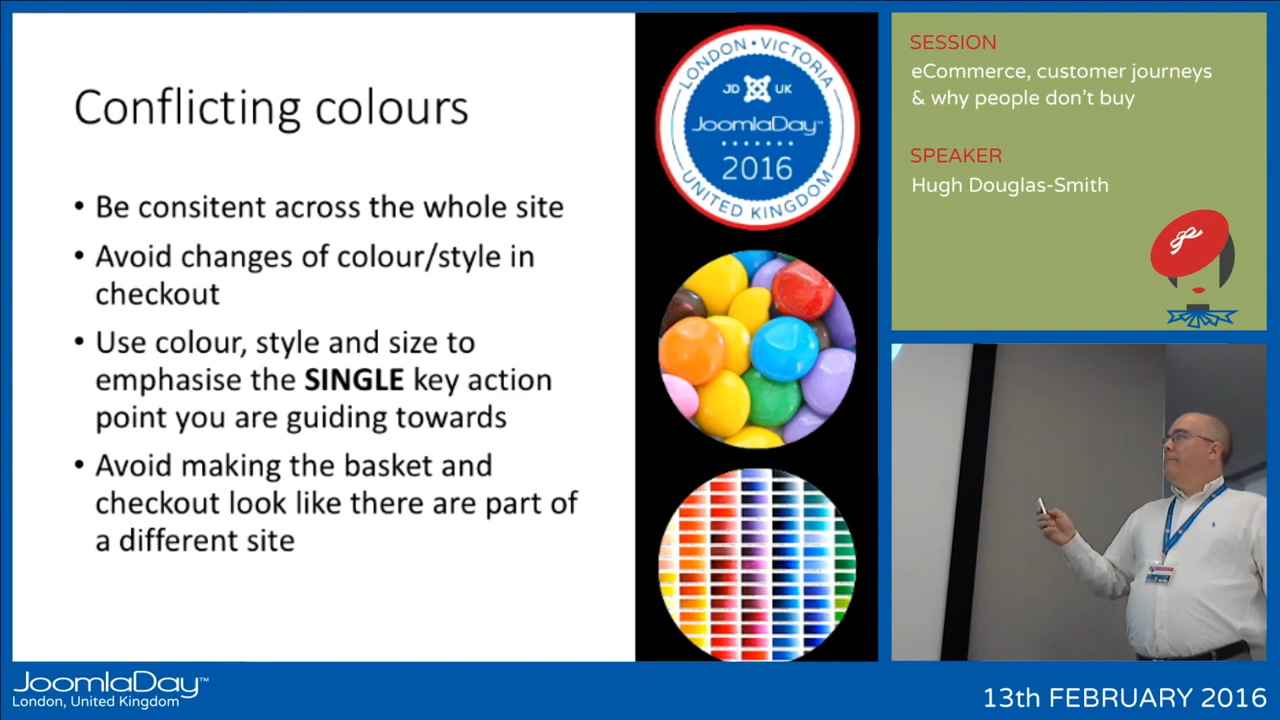 Conflicting colours
• Be consitent across the whole site
• Avoid changes of colour/style in
checkout
• Use colour, style and size to
emphasise the SINGLE key action
point you are guiding towards
• Avoid making the basket and
checkout look like there are part of
a different site
LONDON • VICTORIA
JD UK
JoomlaDay™
2016
UNITED KINGDOM
SESSION
eCommerce, customer journeys
& why people don't buy
SPEAKER
Hugh Douglas-Smith
JoomlaDay™
London, United Kingdom
13th FEBRUARY 2016